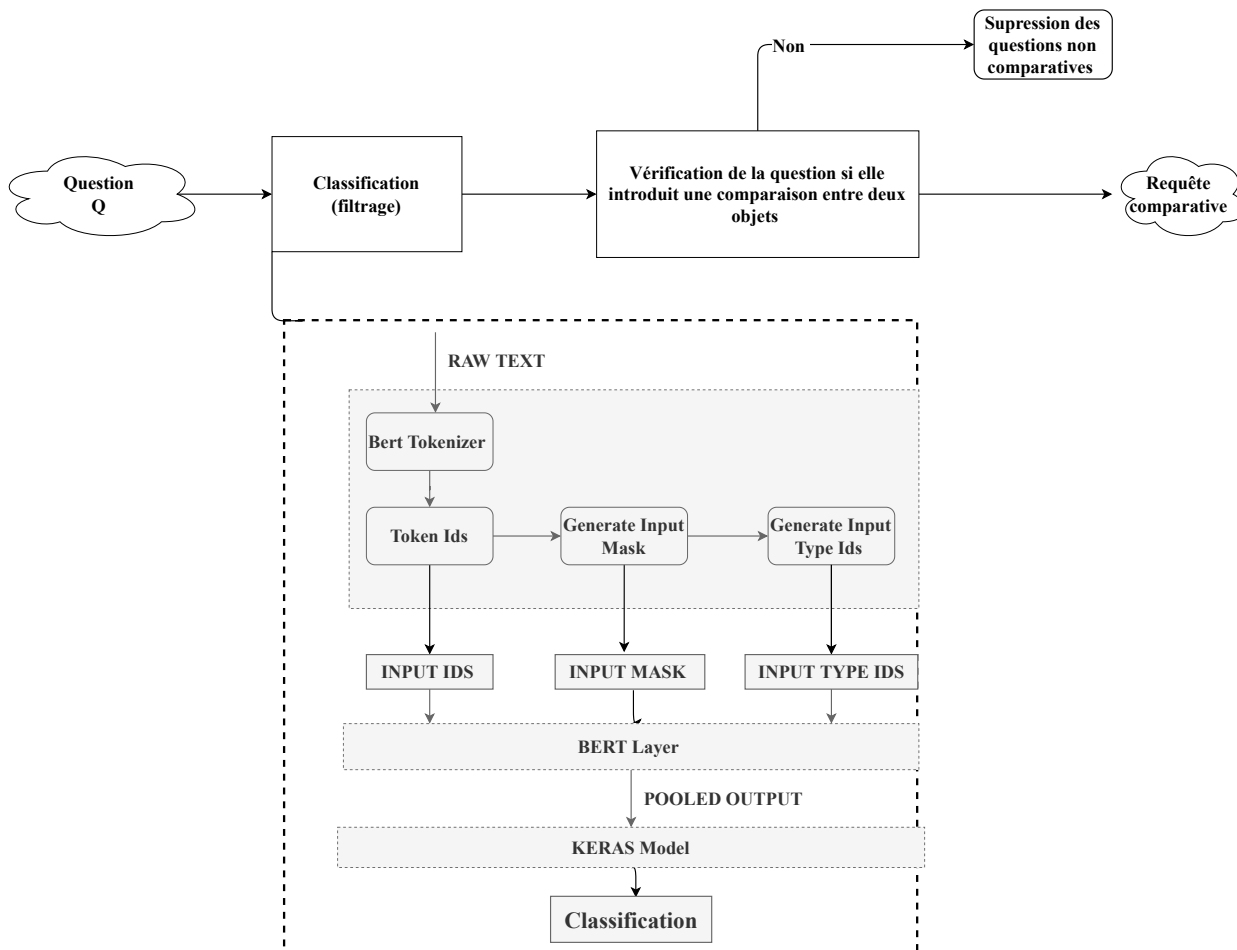 Non
Supression des
questions non
comparatives
Question
Q
Classification
(filtrage)
Vérification de la question si elle
introduit une comparaison entre deux
objets
Requête
comparative
RAW TEXT
Bert Tokenizer
Token Ids
Generate Input
Mask
Generate Input
Type Ids
INPUT IDS
INPUT MASK
INPUT TYPE IDS
BERT Layer
POOLED OUTPUT
KERAS Model
Classification